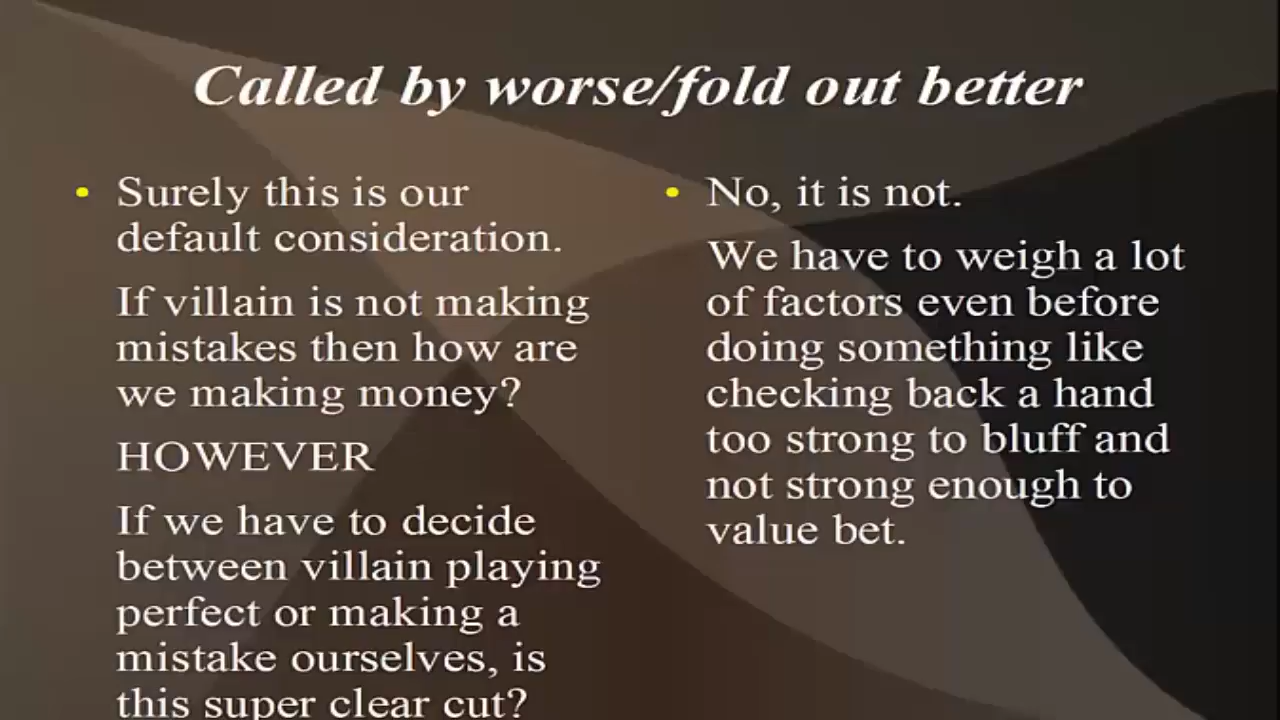 Called by worse/fold out better
Surely this is our
default consideration.
If villain is not making
mistakes then how are
we making money?
HOWEVER
If we have to decide
between villain playing
perfect or making a
mistake ourselves, is
this super clear cut?
No, it is not.
We have to weigh a lot
of factors even before
doing something like
checking back a hand
too strong to bluff and
not strong enough to
value bet.